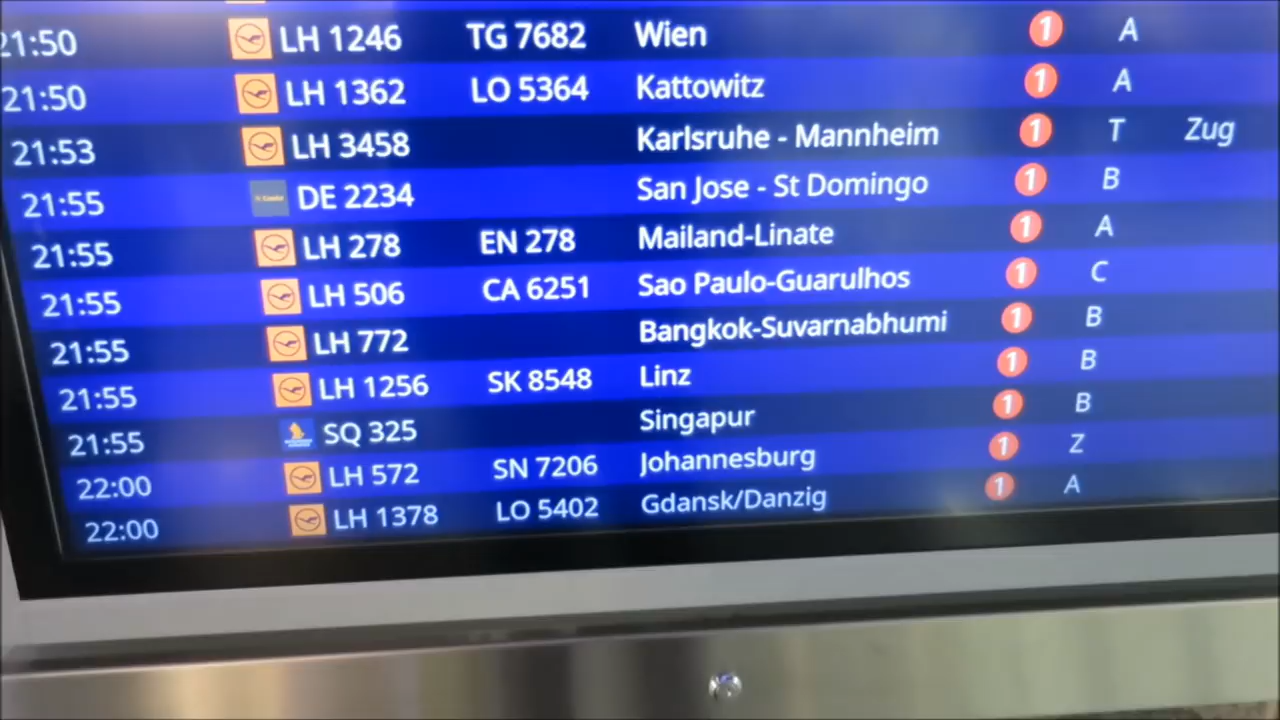 21:50 LH 1246 TG 7682 Wien 1 A
21:50 LH 1362 LO 5364 Kattowitz 1 A
21:53 LH 3458 Karlsruhe - Mannheim 1 T Zug
21:55 DE 2234 San Jose - St Domingo 1 B
21:55 LH 278 EN 278 Mailand-Linate 1 A
21:55 LH 506 CA 6251 Sao Paulo-Guarulhos 1 C
21:55 LH 772 Bangkok-Suvarnabhumi 1 B
21:55 LH 1256 SK 8548 Linz 1 B
21:55 SQ 325 Singapur 1 B
22:00 LH 572 SN 7206 Johannesburg 1 Z
22:00 LH 1378 LO 5402 Gdansk/Danzig 1 A